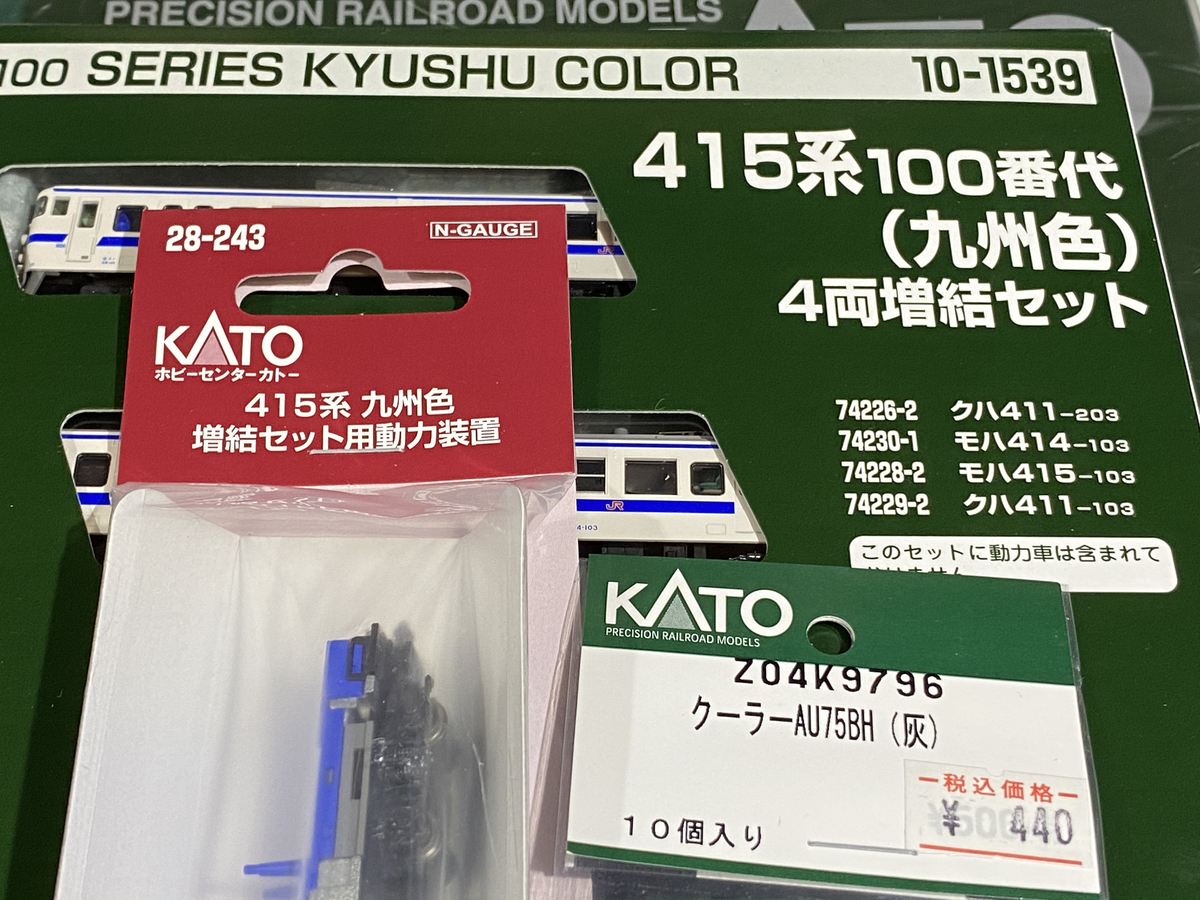 PRECISION RAILROAD MODELS
100 SERIES KYUSHU COLOR
10-1539
415系100番代
(九州色)
4両増結セット
74226-2 クハ411-203
74230-1 モハ414-103
74228-2 モハ415-103
74229-2 クハ411-103
このセットに動力車は含まれて
28-243
N-GAUGE
KATO
ホビーセンターカトー
415系 九州色
増結セット用動力装置
JR
4-103
KATO
PRECISION RAILROAD MODELS
Z04K9796
クーラーAU75BH(灰)
10個入り
税込価格
¥ 440